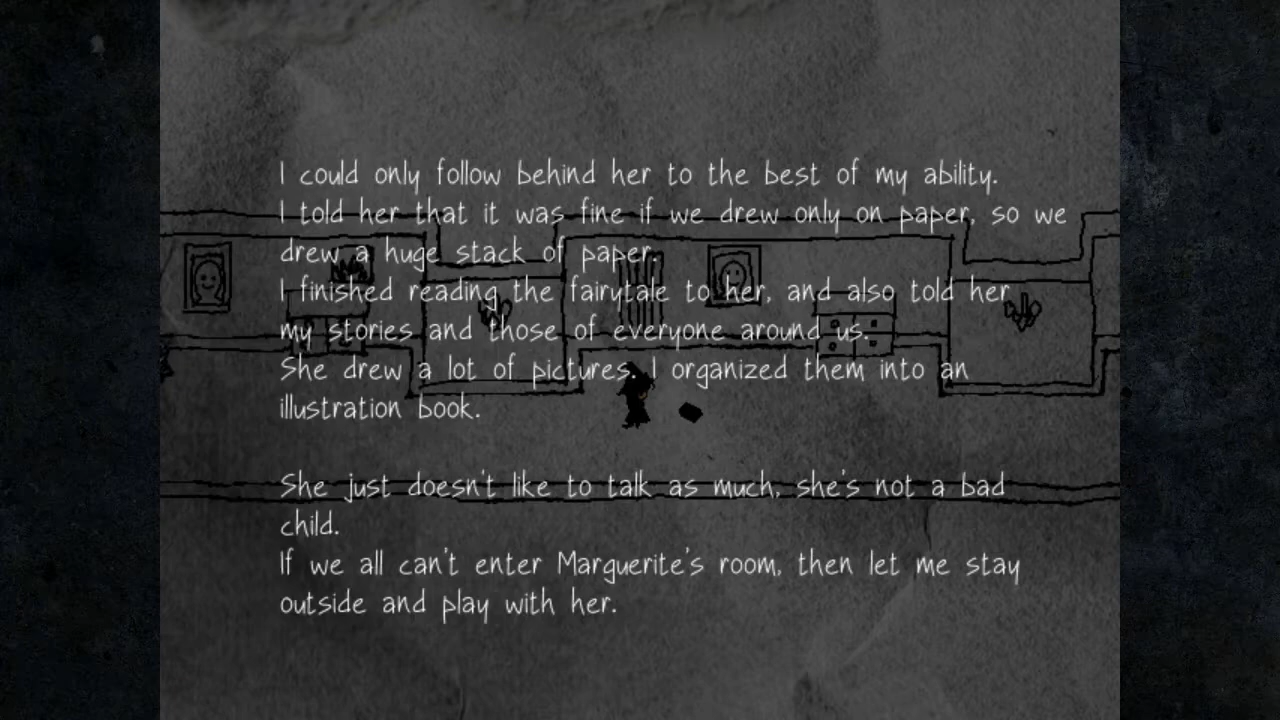 I could only follow behind her to the best of my ability.
I told her that it was fine if we drew only on paper, so we
drew a huge stack of paper.
I finished reading the fairytale to her, and also told her
my stories and those of everyone around us.
She drew a lot of pictures. I organized them into an
illustration book.
She just doesn't like to talk as much, she's not a bad
child.
If we all can't enter Marguerite's room, then let me stay
outside and play with her.